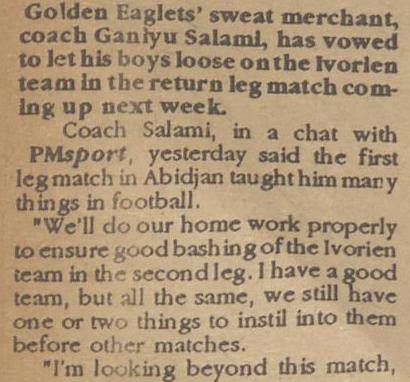 Golden Eaglets' sweat merchant,
coach Ganiyu Salami, has vowed
to let his boys loose on the Ivorien
team in the return leg match com-
ing up next week.
Coach Salami, in a chat with
PMsport, yesterday said the first
leg match in Abidjan taught him many
things in football.
"We'll do our home work properly
to ensure good bashing of the Ivorien
team in the second leg. I have a good
team, but all the same, we still have
one or two things to instil into them
before other matches.
"I'm looking beyond this match,